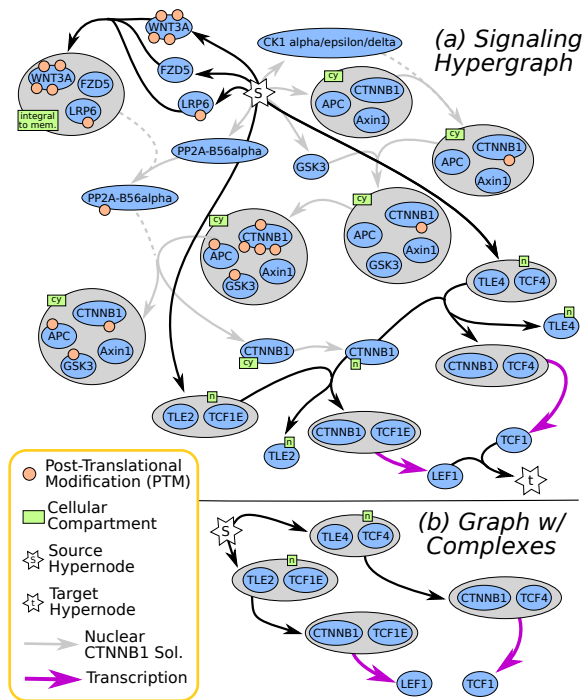 WNT3A
CK1 alpha/epsilon/delta
(a) Signaling
Hypergraph
FZD5
WNT3A
FZD5
LRP6
integral
to mem.
LRP6
S
cy
CTNNB1
APC
Axin1
cy
CTNNB1
APC
Axin1
PP2A-B56alpha
GSK3
PP2A-B56alpha
cy
CTNNB1
APC
Axin1
GSK3
cy
CTNNB1
APC
Axin1
GSK3
n
TLE4
TCF4
n
TLE4
cy
CTNNB1
APC
Axin1
GSK3
CTNNB1
cy
CTNNB1
n
CTNNB1
TCF4
n
TLE2
TCF1E
n
TLE2
CTNNB1
TCF1E
TCF1
LEF1
t
Post-Translational
Modification (PTM)
Cellular
Compartment
S
Source
Hypernode
t
Target
Hypernode
Nuclear
CTNNB1 Sol.
Transcription
(b) Graph w/
Complexes
S
n
TLE4
TCF4
n
TLE2
TCF1E
CTNNB1
TCF4
CTNNB1
TCF1E
LEF1
TCF1